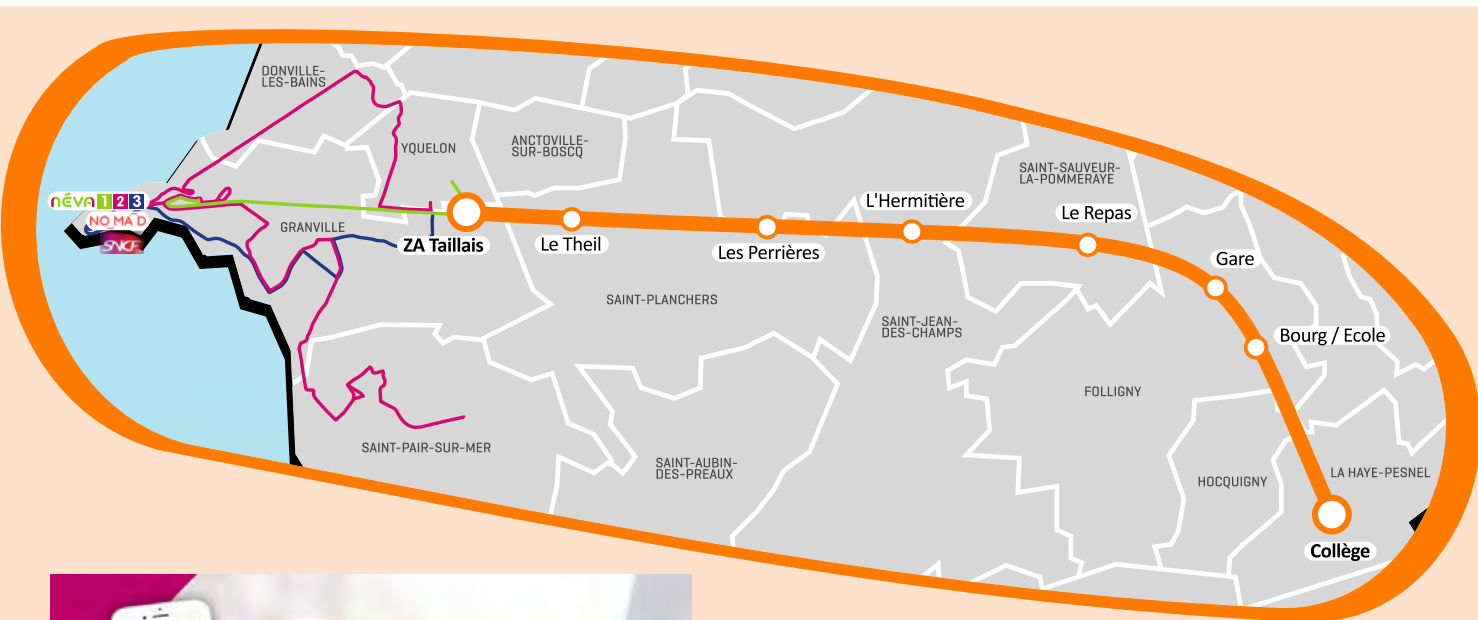 DONVILLE-
LES-BAINS
YQUELON
ANCTOVILLE-
SUR-BOSCQ
SAINT-SAUVEUR-
LA-POMMERAYE
NÉVA 1 2 3
NOMAD
SNCF
GRANVILLE
ZA Taillais
Le Theil
Les Perrières
L'Hermitière
Le Repas
Gare
Bourg / Ecole
SAINT-PLANCHERS
SAINT-JEAN-
DES-CHAMPS
FOLLIGNY
SAINT-PAIR-SUR-MER
SAINT-AUBIN-
DES-PREAUX
HOCQUIGNY
LA HAYE-PESNEL
Collège